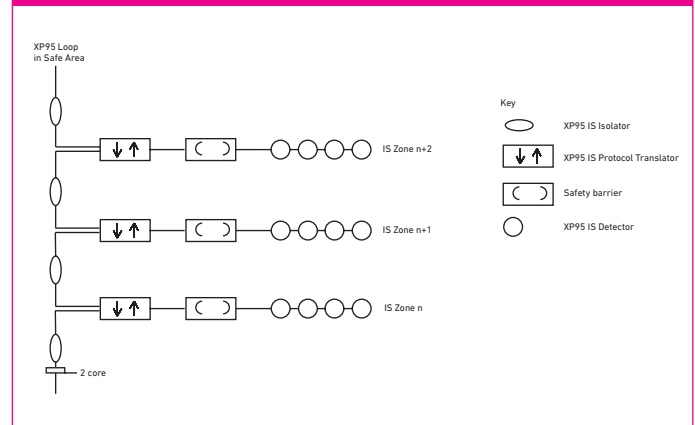 XP95 Loop
in Safe Area
IS Zone n+2
IS Zone n+1
IS Zone n
2 core
Key
XP95 IS Isolator
XP95 IS Protocol Translator
Safety barrier
XP95 IS Detector